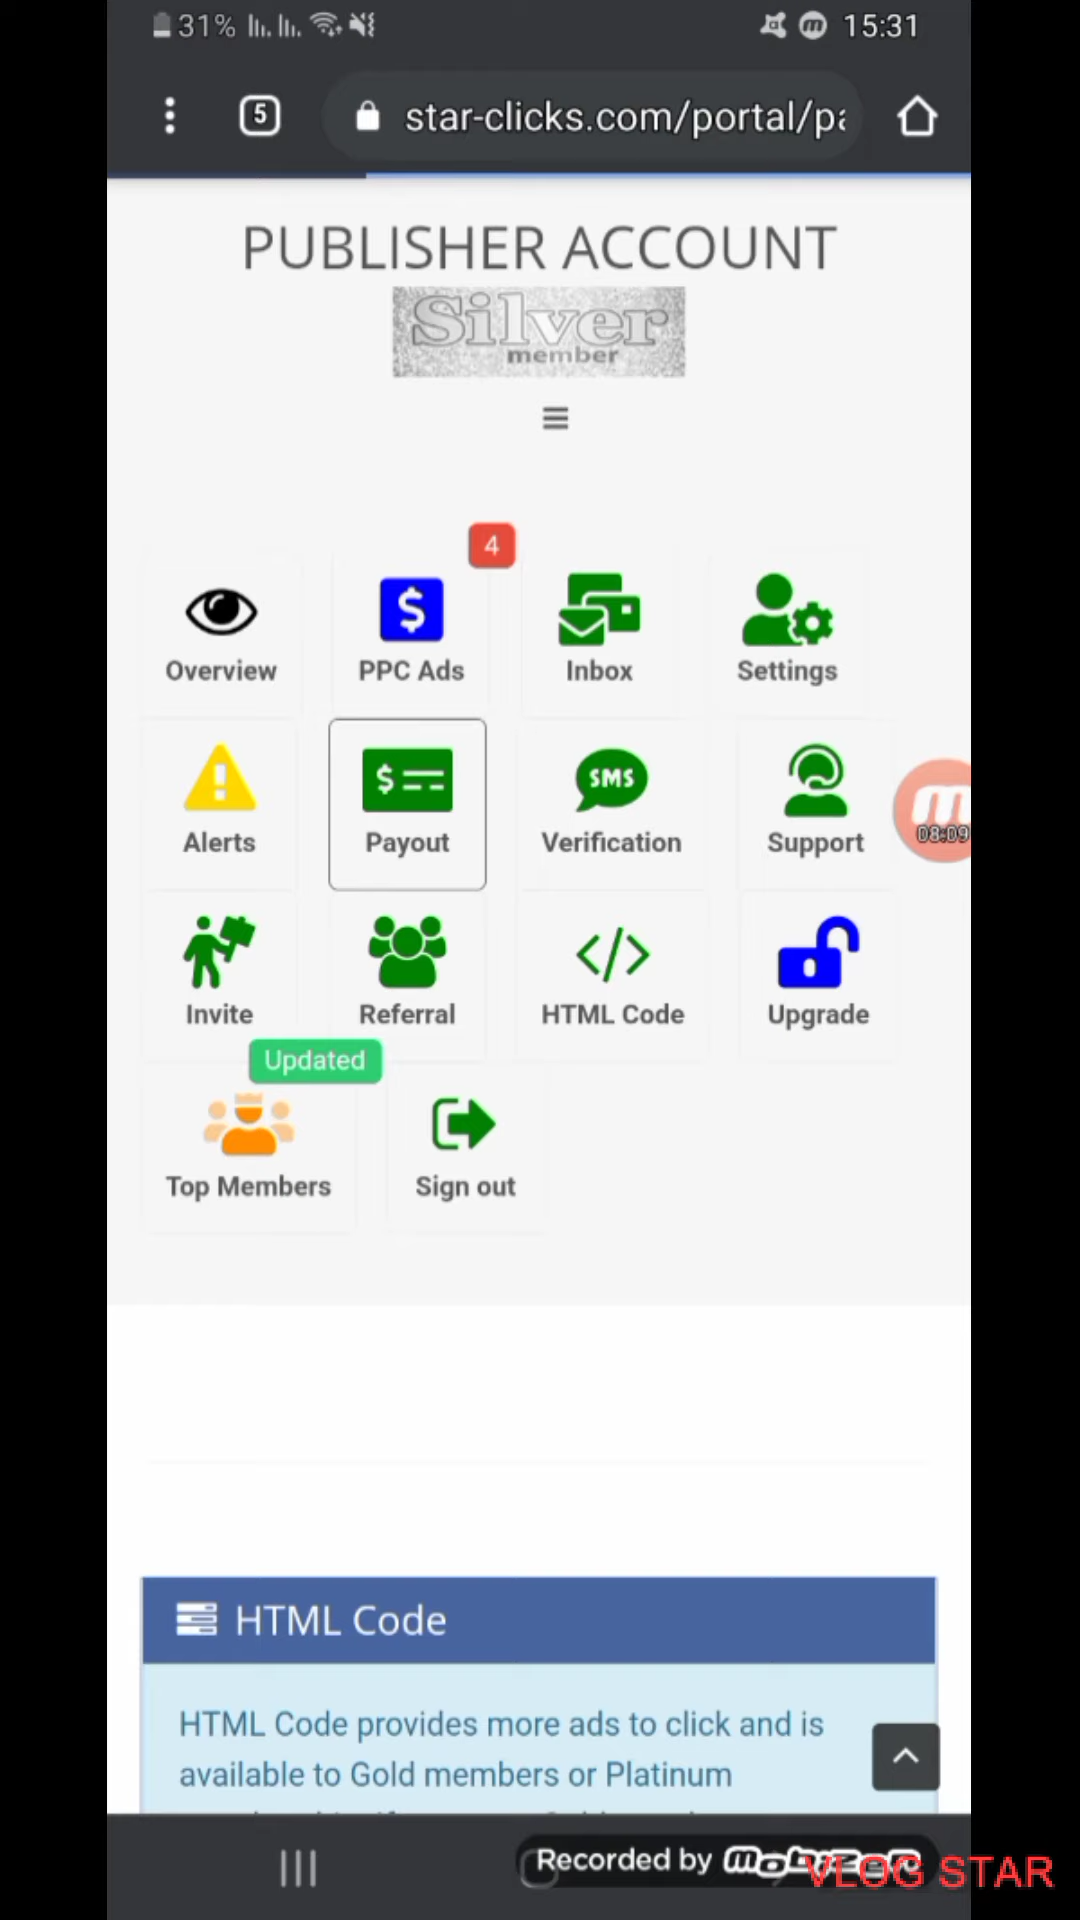 31% 15:31
5 star-clicks.com/portal/pa
PUBLISHER ACCOUNT
Silver
member
4
Overview PPC Ads Inbox Settings
$
SMS
$
Alerts Payout Verification Support
m
08:09
Invite Referral HTML Code Upgrade
Updated
Top Members Sign out
HTML Code
HTML Code provides more ads to click and is
available to Gold members or Platinum
Recorded by mobizen
VLOG STAR